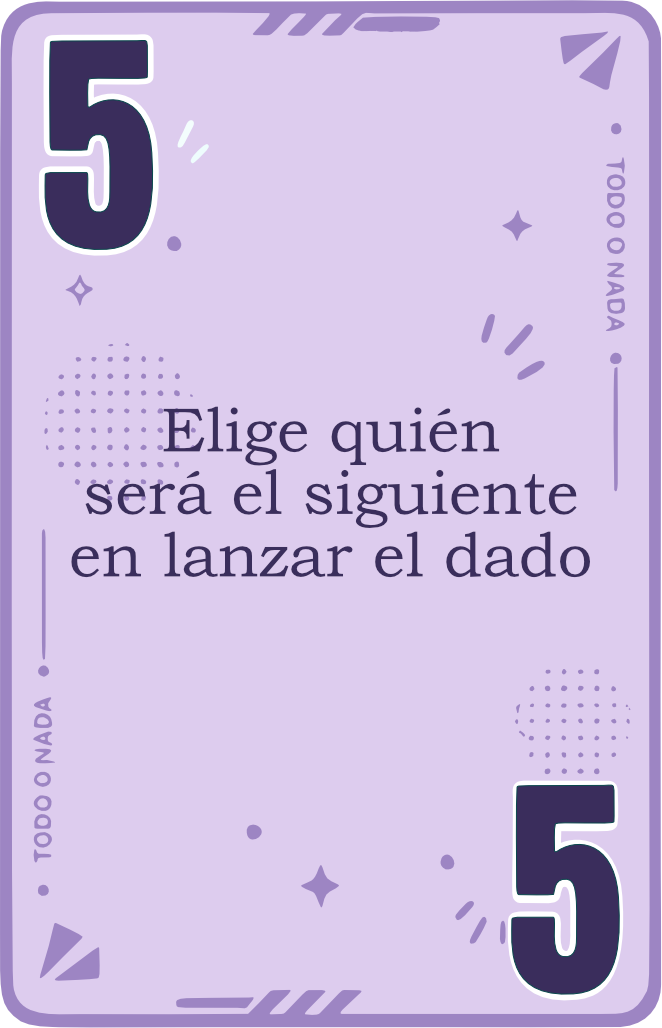 5
TODO O NADA
Elige quién
será el siguiente
en lanzar el dado
TODO O NADA
5